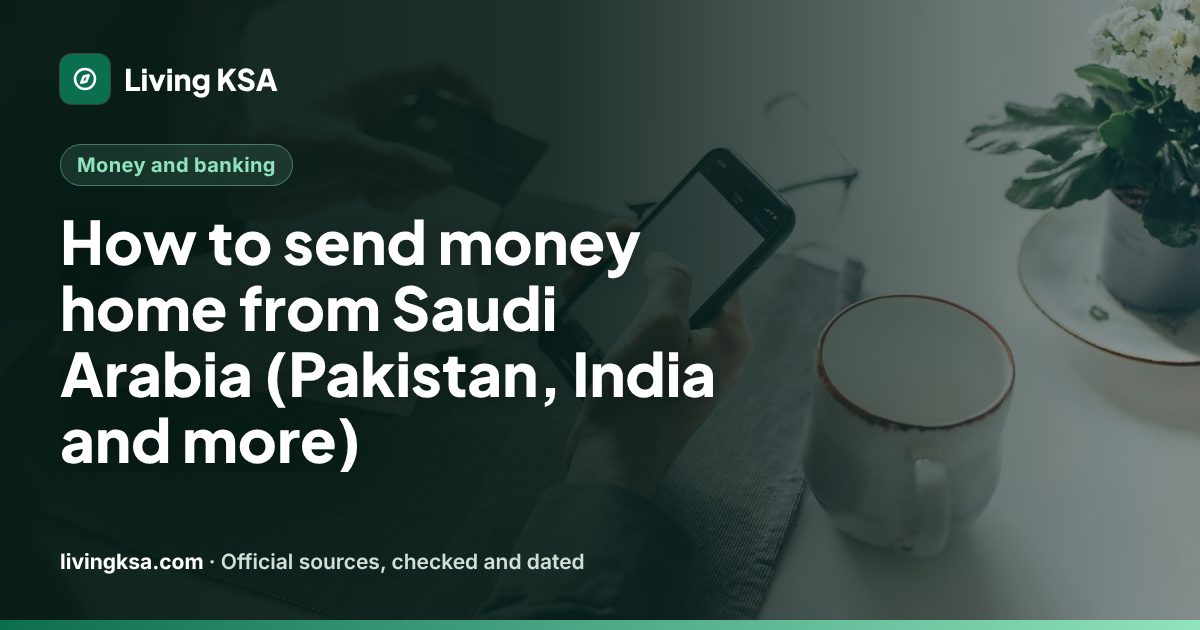 Living KSA
Money and banking
How to send money
home from Saudi
Arabia (Pakistan, India
and more)
livingksa.com · Official sources, checked and dated